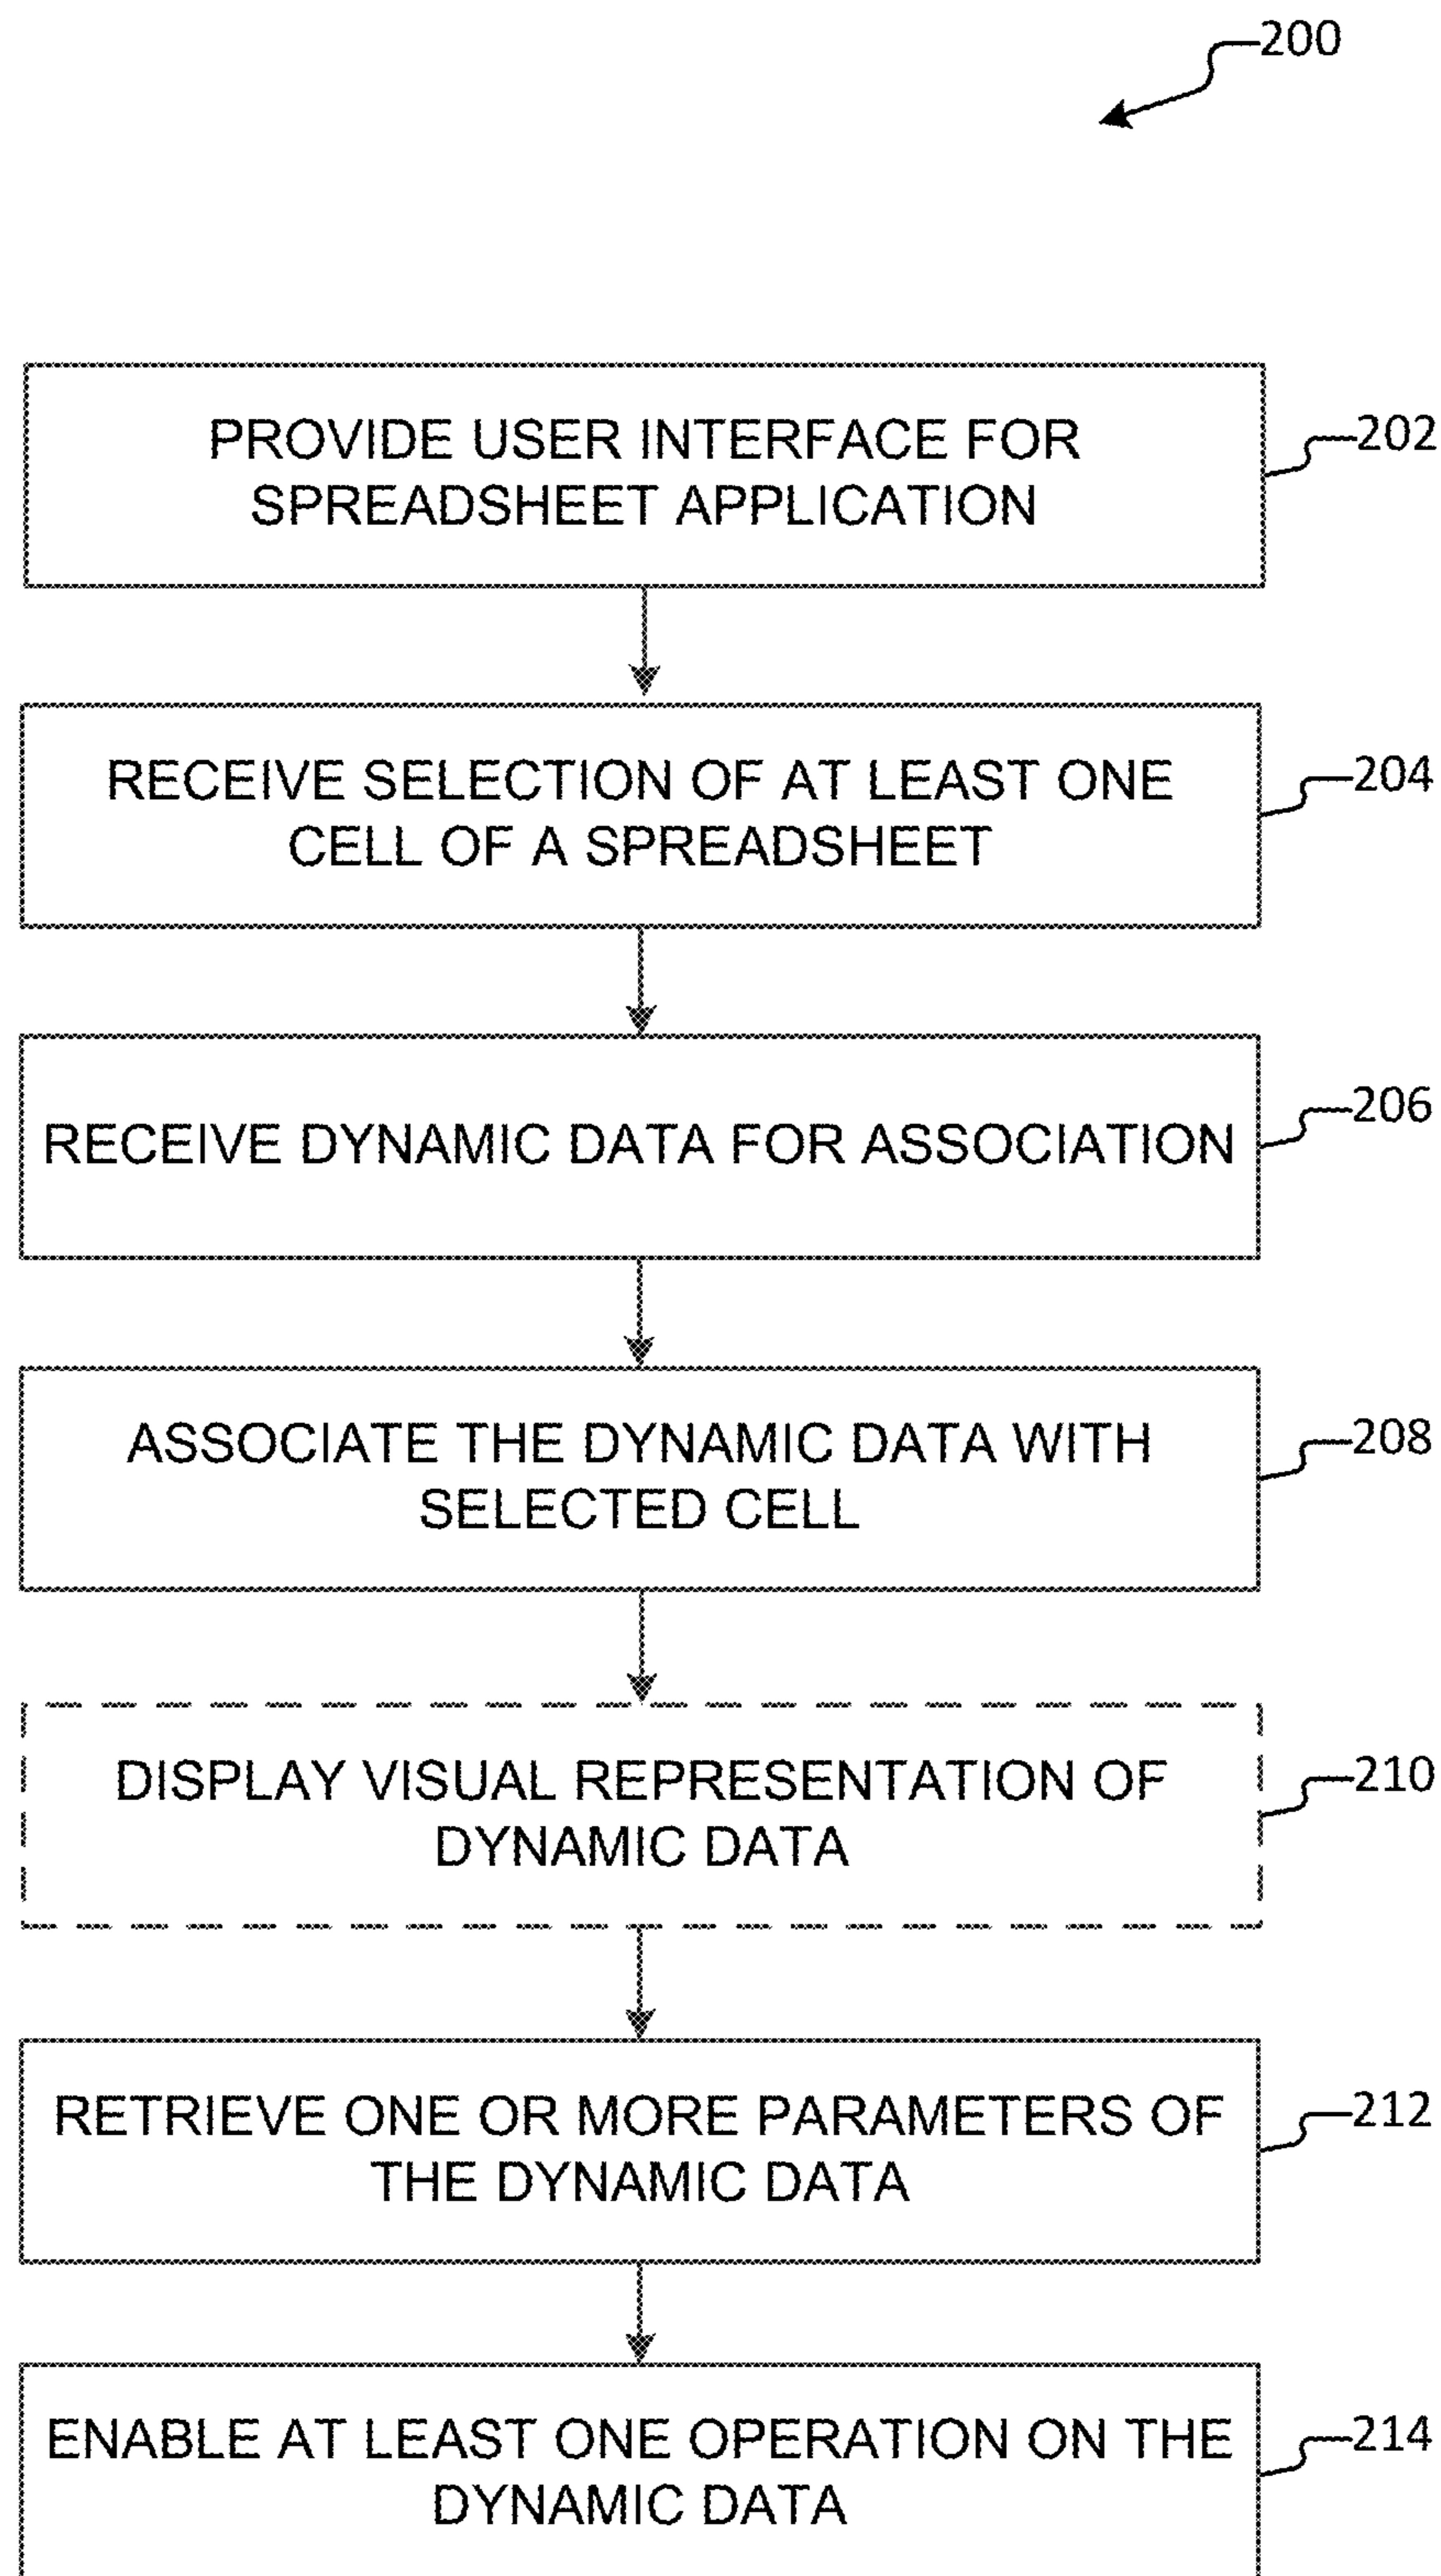 200
PROVIDE USER INTERFACE FOR
SPREADSHEET APPLICATION
202
RECEIVE SELECTION OF AT LEAST ONE
CELL OF A SPREADSHEET
204
RECEIVE DYNAMIC DATA FOR ASSOCIATION
206
ASSOCIATE THE DYNAMIC DATA WITH
SELECTED CELL
208
DISPLAY VISUAL REPRESENTATION OF
DYNAMIC DATA
210
RETRIEVE ONE OR MORE PARAMETERS OF
THE DYNAMIC DATA
212
ENABLE AT LEAST ONE OPERATION ON THE
DYNAMIC DATA
214